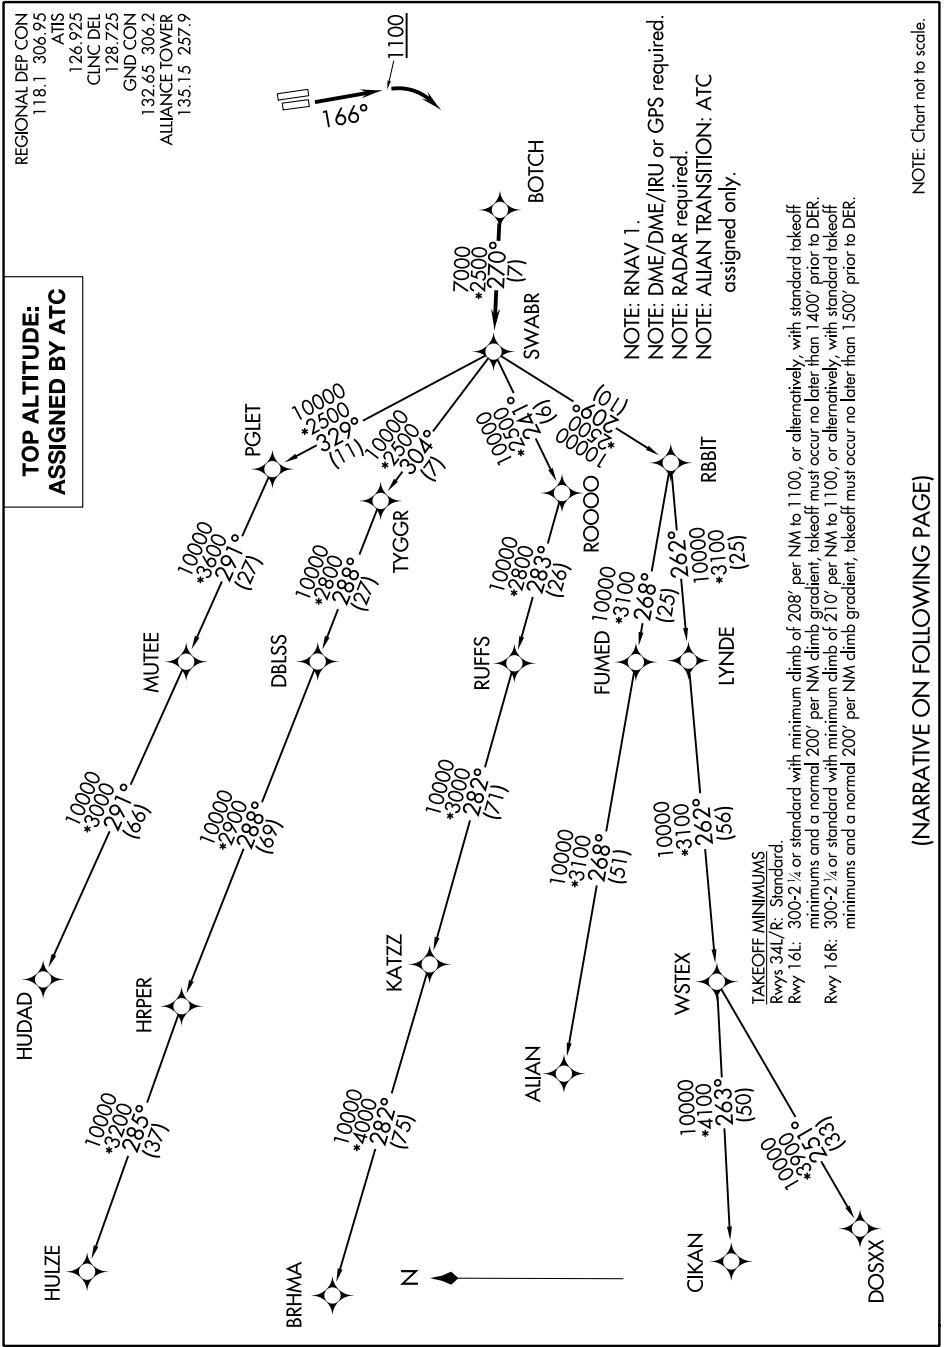 TOP ALTITUDE:
ASSIGNED BY ATC
REGIONAL DEP CON
118.1 306.95
ATIS
126.925
CLNC DEL
128.725
GND CON
132.65 306.2
ALLIANCE TOWER
135.15 257.9
1100
166°
HUDAD
10000
*3000
291°
(66)
MUTEE
10000
*3600
291°
(27)
PGLET
10000
*2500
329°
(11)
HULZE
10000
*3200
285°
(37)
HRPER
10000
*2900
288°
(69)
DBLSS
10000
*2800
288°
(27)
TYGGR
10000
*2500
304°
(7)
SWABR
7000
*2500
270°
(7)
BOTCH
BRHMA
10000
*4000
282°
(75)
KATZZ
10000
*3000
282°
(71)
RUFFS
10000
*2800
283°
(26)
ROOOO
10000
*2500
241°
(6)
N
ALIAN
10000
*3100
268°
(51)
FUMED
10000
*3100
268°
(25)
RBBIT
10000
*2500
209°
(10)
CIKAN
10000
*4100
263°
(50)
WSTEX
10000
*3100
262°
(56)
LYNDE
262°
10000
*3100
(25)
DOSXX
10000
*3900
251°
(33)
NOTE: RNAV 1.
NOTE: DME/DME/IRU or GPS required.
NOTE: RADAR required.
NOTE: ALIAN TRANSITION: ATC
assigned only.
TAKEOFF MINIMUMS
Rwys 34L/R: Standard.
Rwy 16L: 300-2¼ or standard with minimum climb of 208' per NM to 1100, or alternatively, with standard takeoff
minimums and a normal 200' per NM climb gradient, takeoff must occur no later than 1400' prior to DER.
Rwy 16R: 300-2¼ or standard with minimum climb of 210' per NM to 1100, or alternatively, with standard takeoff
minimums and a normal 200' per NM climb gradient, takeoff must occur no later than 1500' prior to DER.
NOTE: Chart not to scale.
(NARRATIVE ON FOLLOWING PAGE)